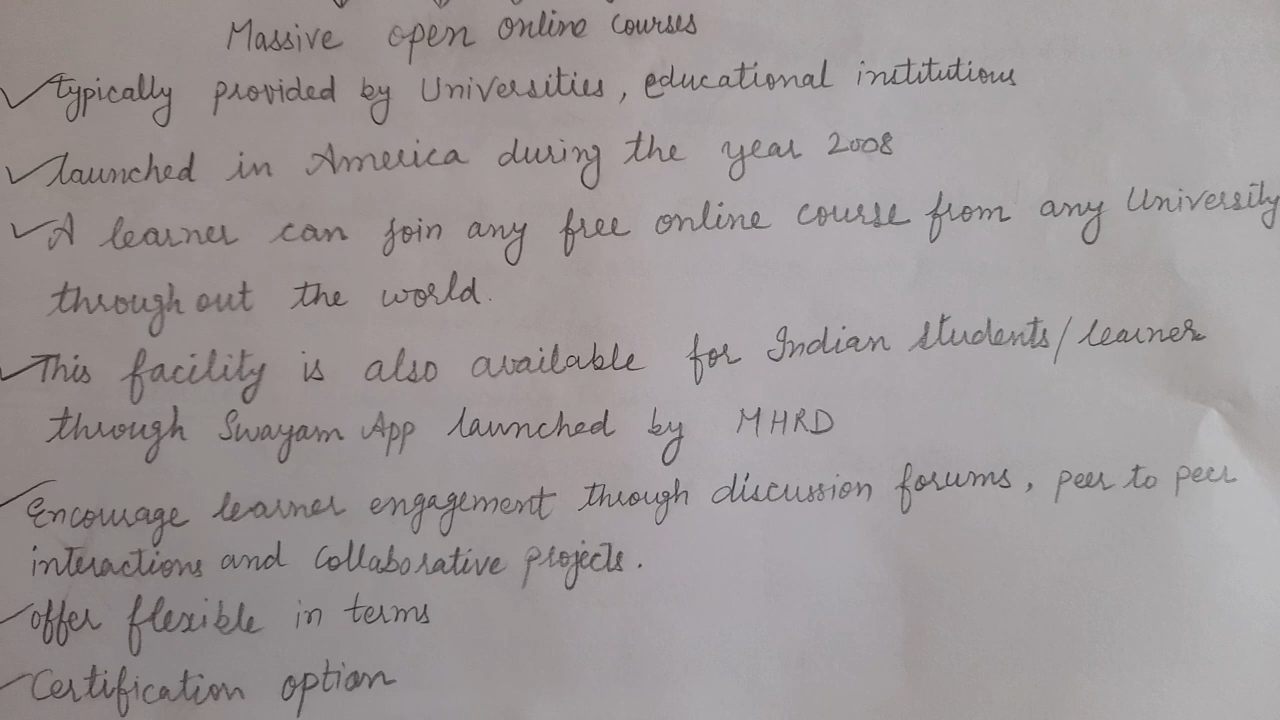 Massive open online courses
✓typically provided by Universities, educational institutions
✓launched in America during the year 2008
✓A learner can join any free online course from any University
through out the world.
✓This facility is also available for Indian students/learner
through Swayam App launched by MHRD
✓Encourage learner engagement through discussion forums, peer to peer
interactions and collaborative projects.
✓offer flexible in terms
✓Certification option